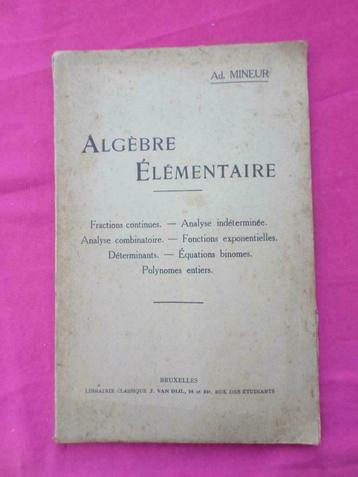 Ad. MINEUR
ALGÈBRE
ÉLÉMENTAIRE
Fractions continues. — Analyse indéterminée.
Analyse combinatoire. — Fonctions exponentielles.
Déterminants. — Équations binomes.
Polynomes entiers.
BRUXELLES
LIBRAIRIE CLASSIQUE J. VAN DIJL, RUE DES ÉTUDIANTS